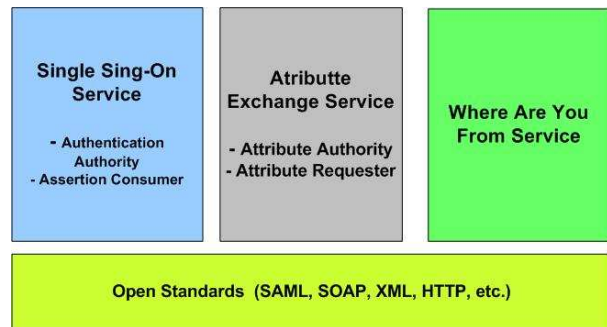 Single Sing-On
Service
- Authentication
Authority
- Assertion Consumer
Atributte
Exchange Service
- Attribute Authority
- Attribute Requester
Where Are You
From Service
Open Standards (SAML, SOAP, XML, HTTP, etc.)